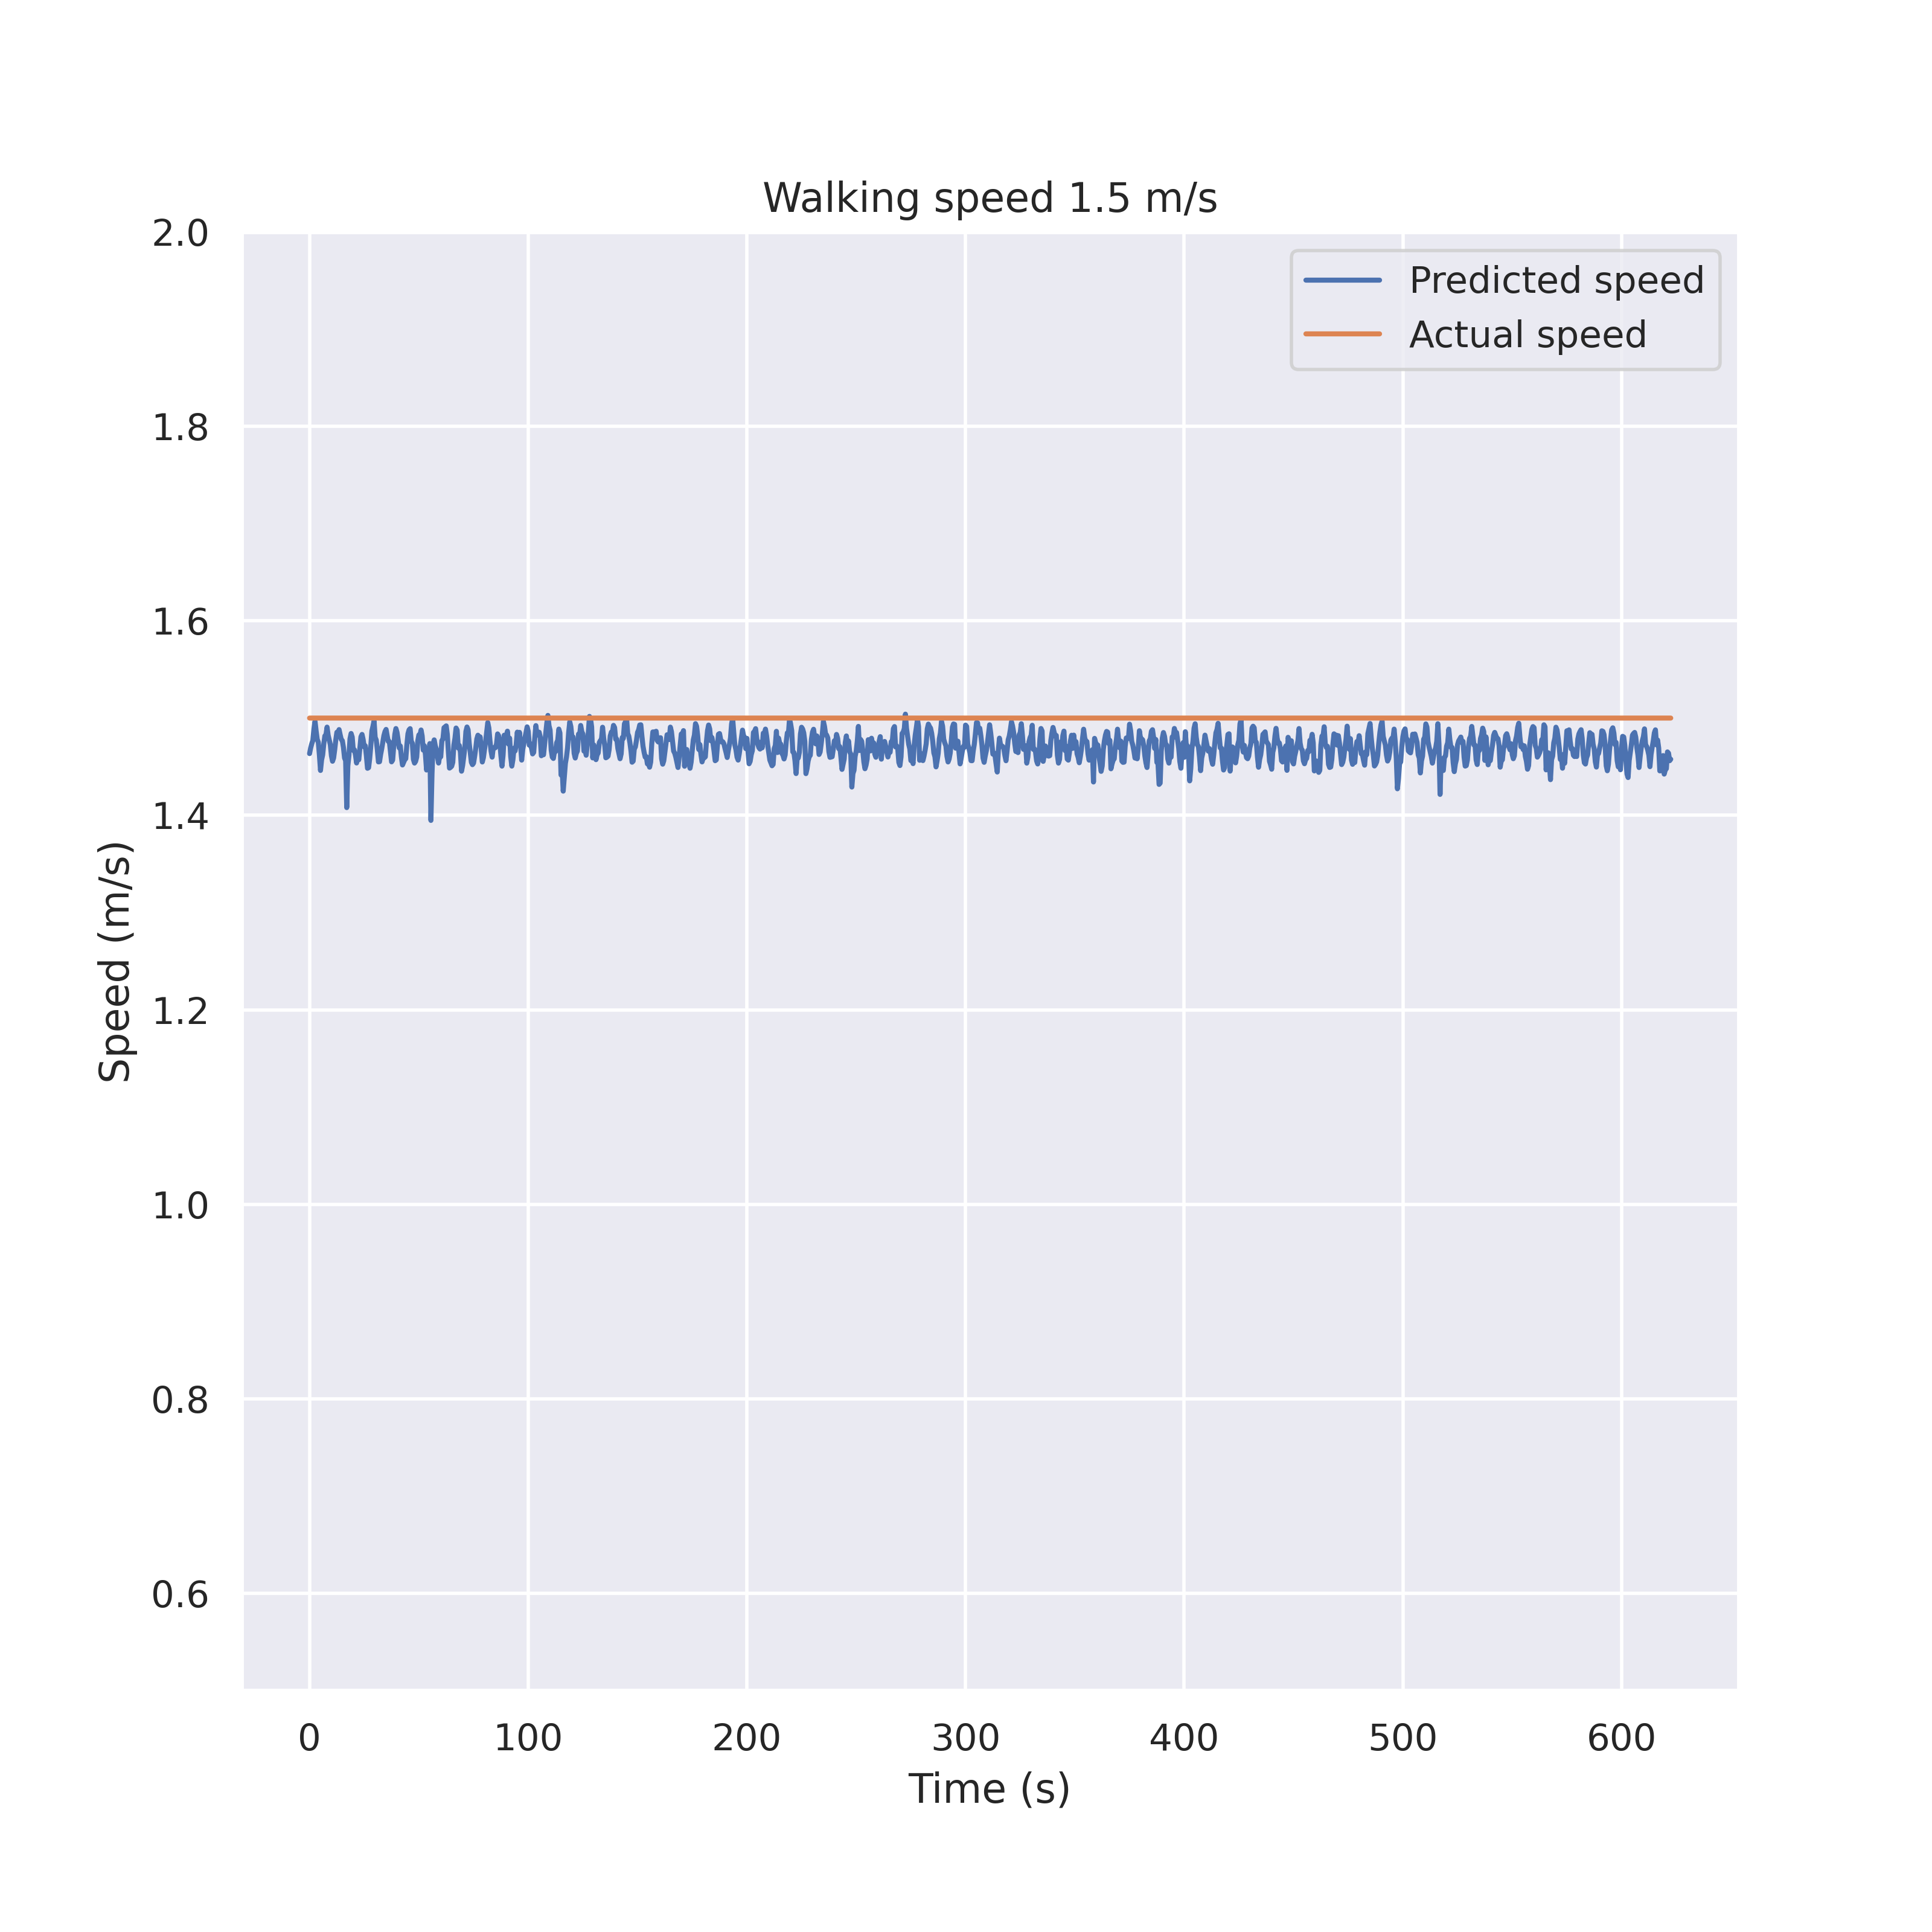 Walking speed 1.5 m/s
Predicted speed
Actual speed
2.0
1.8
1.6
1.4
1.2
1.0
0.8
0.6
Speed (m/s)
0 100 200 300 400 500 600
Time (s)